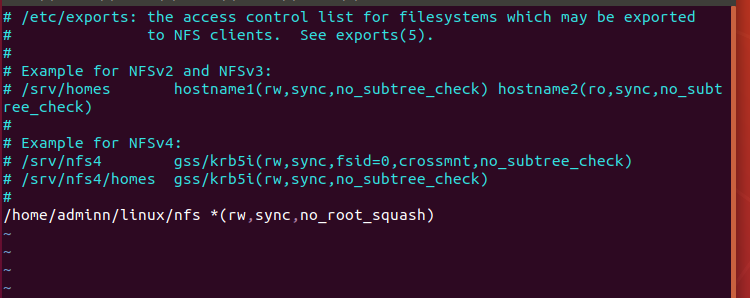 # /etc/exports: the access control list for filesystems which may be exported
#               to NFS clients.  See exports(5).
#
# Example for NFSv2 and NFSv3:
# /srv/homes       hostname1(rw,sync,no_subtree_check) hostname2(ro,sync,no_subt
ree_check)
#
# Example for NFSv4:
# /srv/nfs4        gss/krb5i(rw,sync,fsid=0,crossmnt,no_subtree_check)
# /srv/nfs4/homes  gss/krb5i(rw,sync,no_subtree_check)
#
/home/adminn/linux/nfs *(rw,sync,no_root_squash)
~
~
~
~